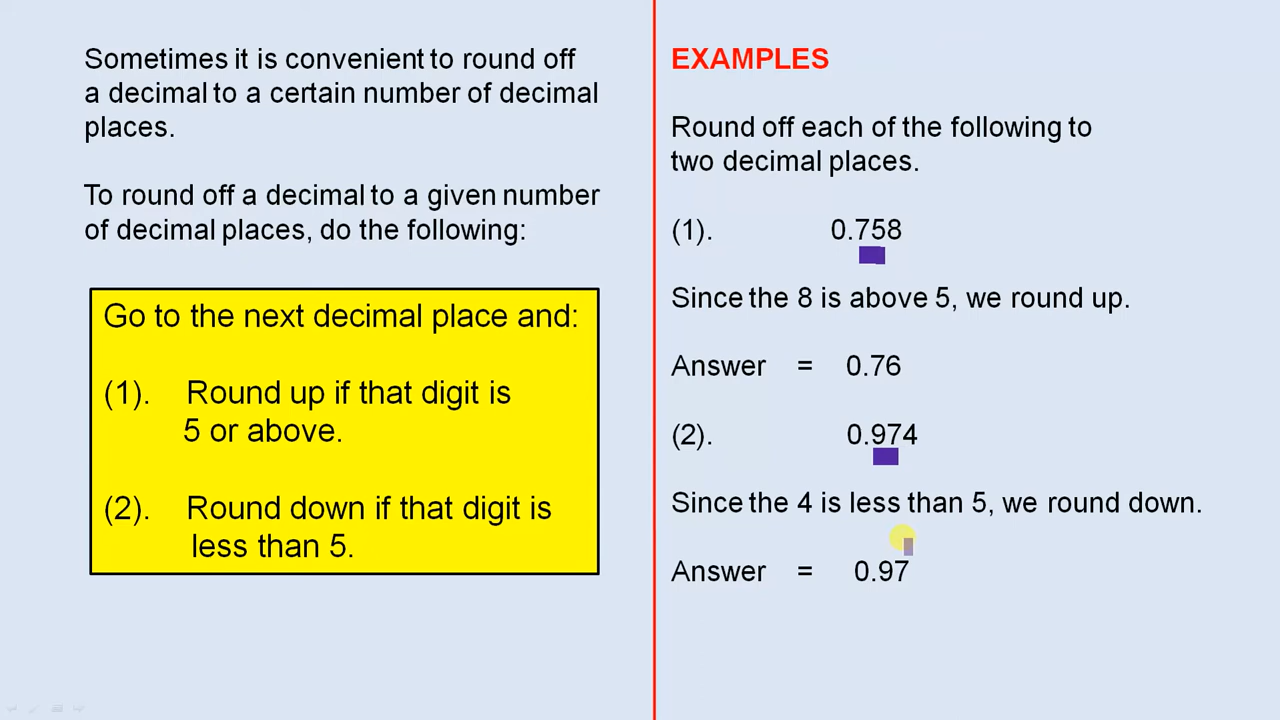 Sometimes it is convenient to round off
a decimal to a certain number of decimal
places.
To round off a decimal to a given number
of decimal places, do the following:
Go to the next decimal place and:
(1). Round up if that digit is
5 or above.
(2). Round down if that digit is
less than 5.
EXAMPLES
Round off each of the following to
two decimal places.
(1). 0.758
Since the 8 is above 5, we round up.
Answer = 0.76
(2). 0.974
Since the 4 is less than 5, we round down.
Answer = 0.97